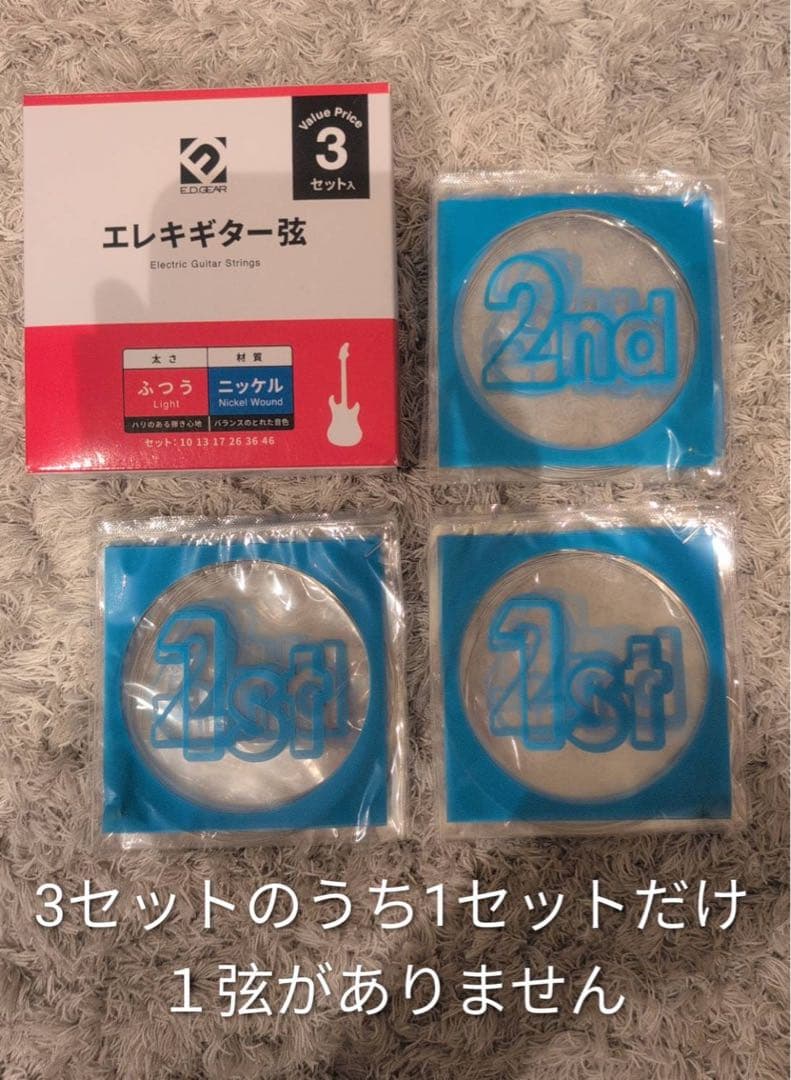 Value Price
3
セット入
E.D.GEAR
エレキギター弦
Electric Guitar Strings
太さ
材質
ふつう
Light
ニッケル
Nickel Wound
ハリのある弾き心地
バランスのとれた音色
セット：10 13 17 26 36 46
2nd
1st
1st
3セットのうち1セットだけ
１弦がありません